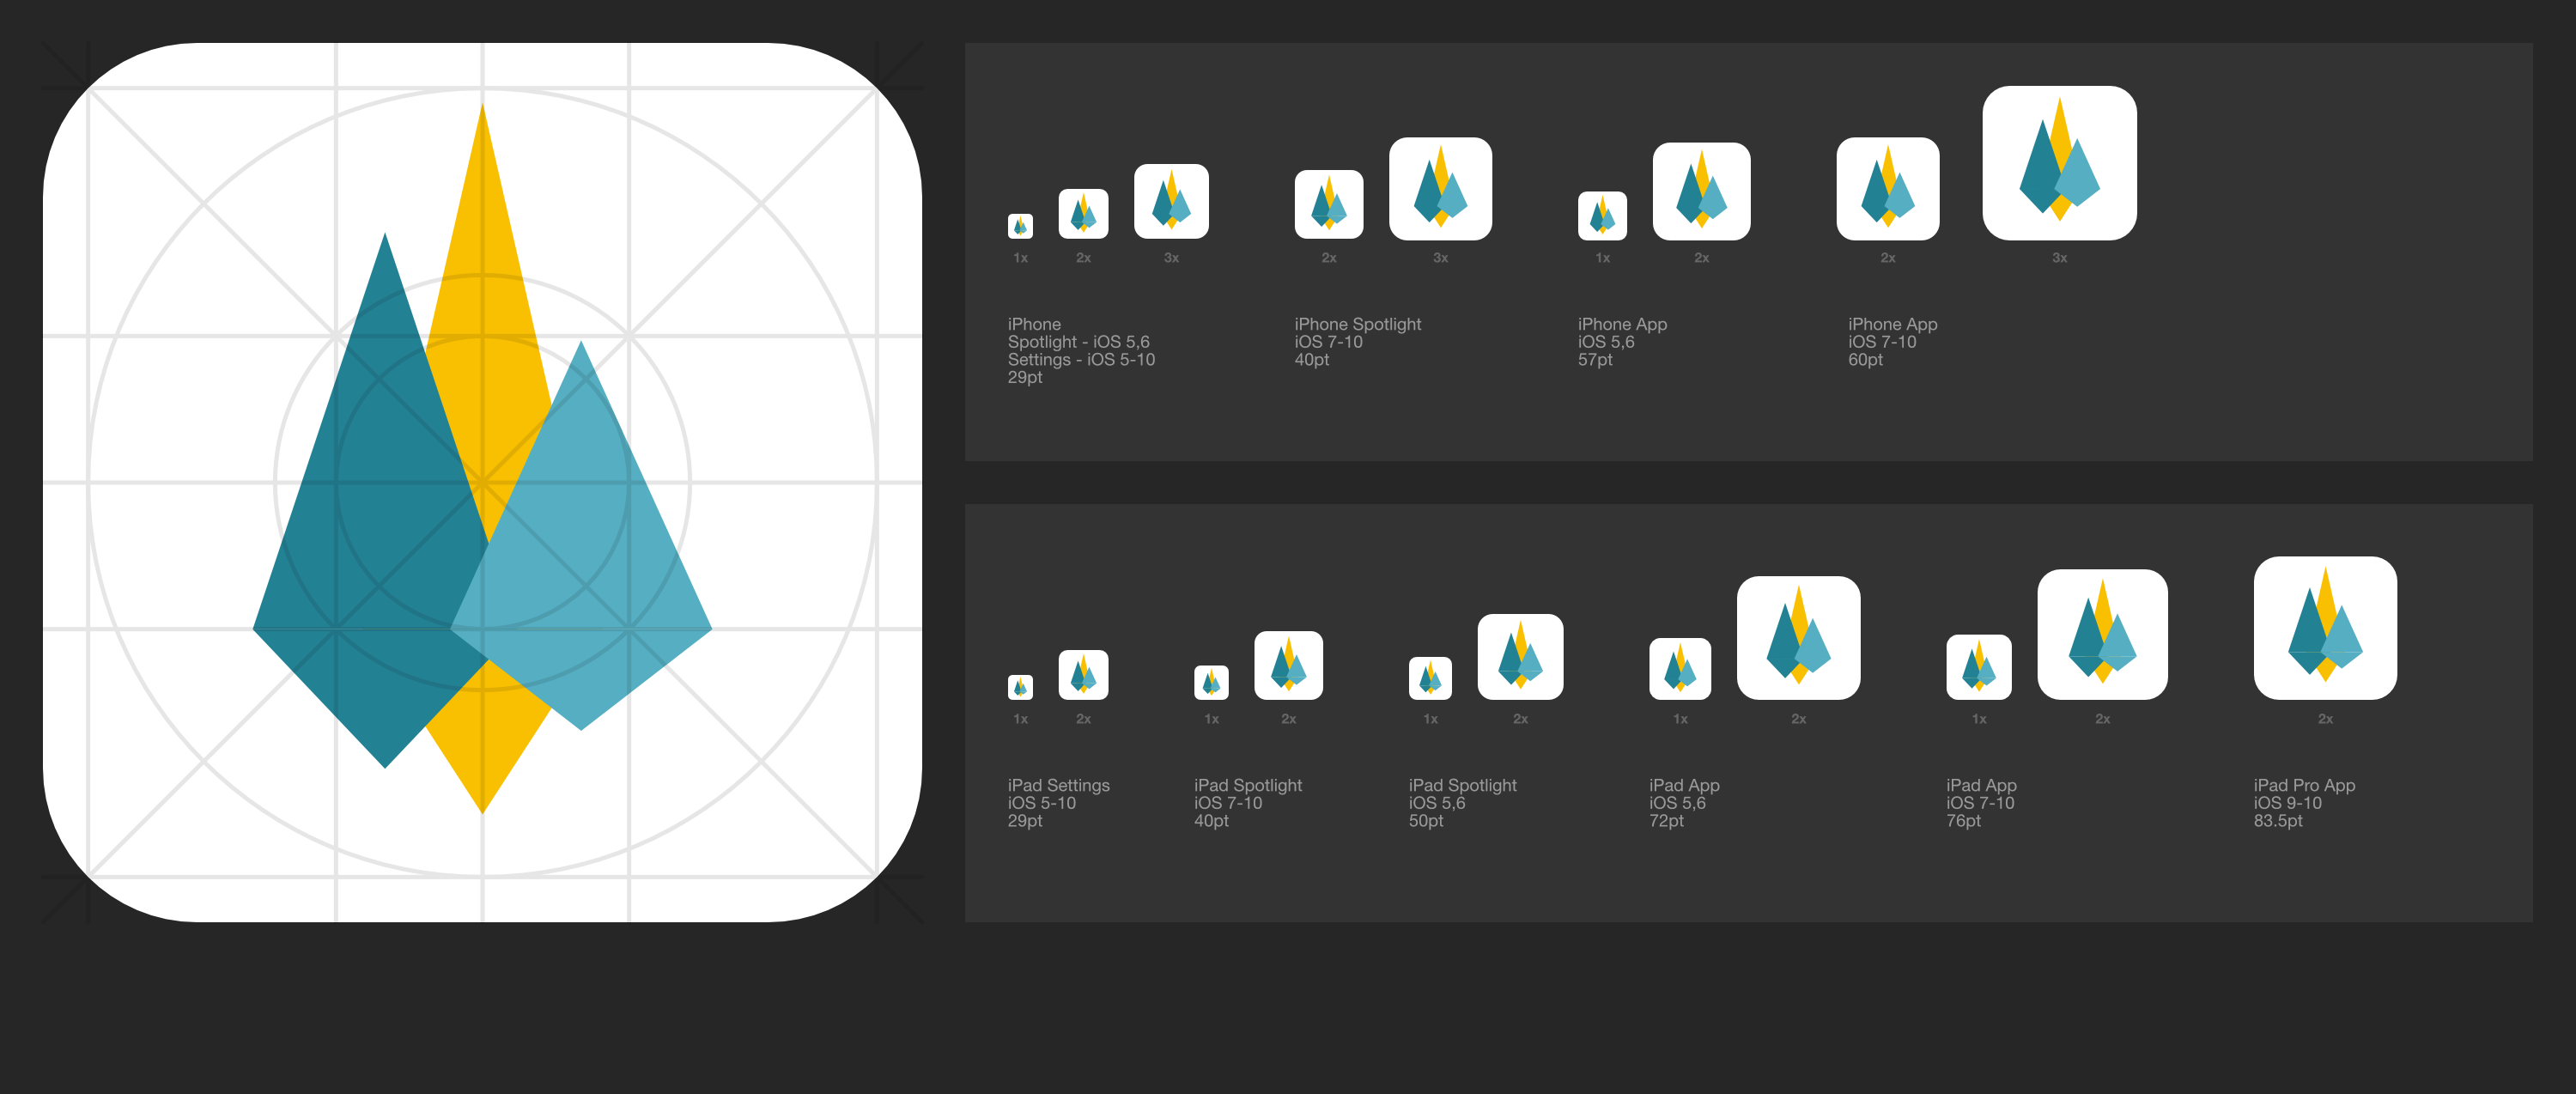 1x
2x
3x
2x
3x
1x
2x
2x
3x
iPhone
Spotlight - iOS 5,6
Settings - iOS 5-10
29pt
iPhone Spotlight
iOS 7-10
40pt
iPhone App
iOS 5,6
57pt
iPhone App
iOS 7-10
60pt
1x
2x
1x
2x
1x
2x
1x
2x
1x
2x
2x
iPad Settings
iOS 5-10
29pt
iPad Spotlight
iOS 7-10
40pt
iPad Spotlight
iOS 5,6
50pt
iPad App
iOS 5,6
72pt
iPad App
iOS 7-10
76pt
iPad Pro App
iOS 9-10
83.5pt